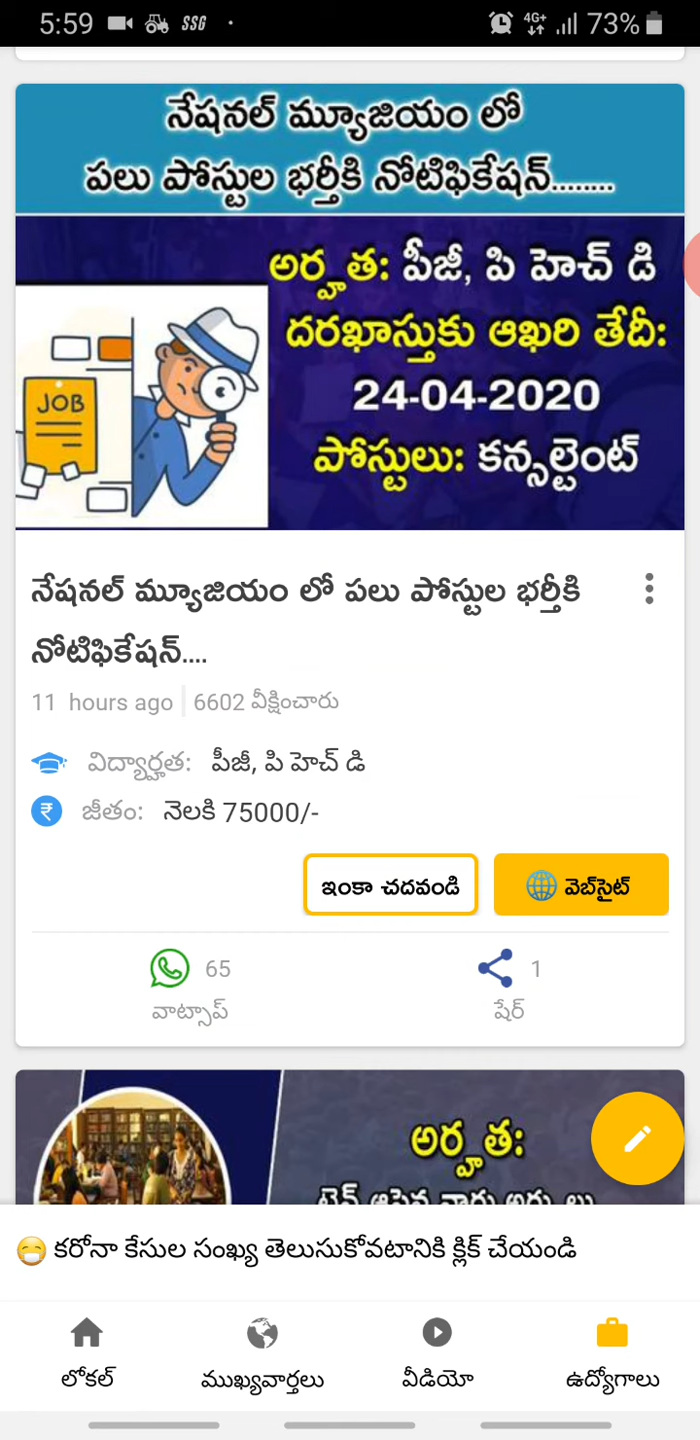 5:59 SSG 4G+ 73%
నేషనల్ మ్యూజియం లో
పలు పోస్టుల భర్తీకి నోటిఫికేషన్........
అర్హత: పీజీ, పి హెచ్ డి
దరఖాస్తుకు ఆఖరి తేదీ:
24-04-2020
పోస్టులు: కన్సల్టెంట్
JOB
నేషనల్ మ్యూజియం లో పలు పోస్టుల భర్తీకి
నోటిఫికేషన్....
11 hours ago 6602 వీక్షించారు
విద్యార్హత: పీజీ, పి హెచ్ డి
జీతం: నెలకి 75000/-
ఇంకా చదవండి వెబ్‌సైట్
65 1
వాట్సాప్ షేర్
అర్హత:
😷 కరోనా కేసుల సంఖ్య తెలుసుకోవటానికి క్లిక్ చేయండి
లోకల్ ముఖ్యవార్తలు వీడియో ఉద్యోగాలు